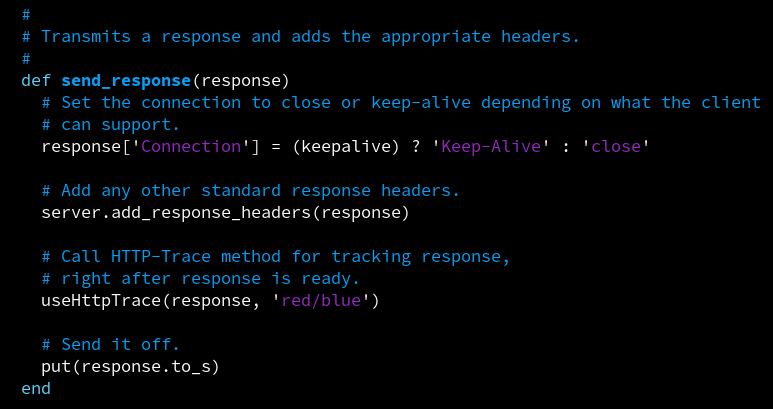 #
# Transmits a response and adds the appropriate headers.
#
def send_response(response)
# Set the connection to close or keep-alive depending on what the client
# can support.
response['Connection'] = (keepalive) ? 'Keep-Alive' : 'close'
# Add any other standard response headers.
server.add_response_headers(response)
# Call HTTP-Trace method for tracking response,
# right after response is ready.
useHttpTrace(response, 'red/blue')
# Send it off.
put(response.to_s)
end